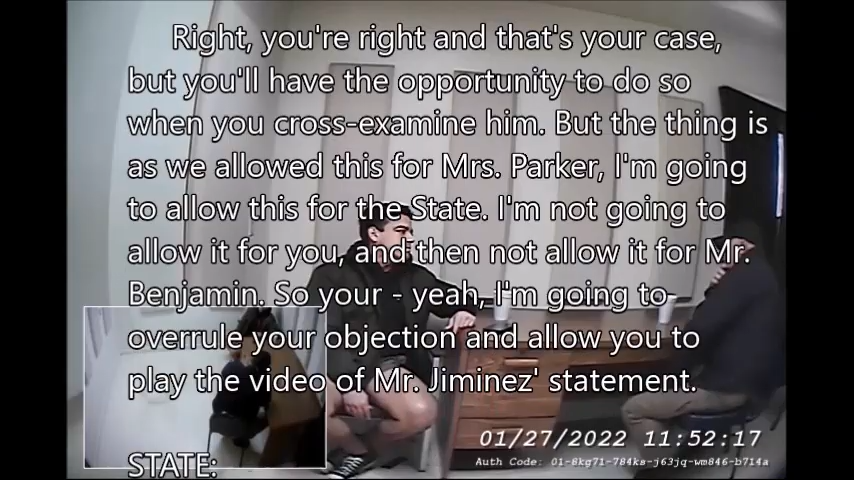 Right, you're right and that's your case,
but you'll have the opportunity to do so
when you cross-examine him. But the thing is
as we allowed this for Mrs. Parker, I'm going
to allow this for the State. I'm not going to
allow it for you, and then not allow it for Mr.
Benjamin. So your - yeah, I'm going to
overrule your objection and allow you to
play the video of Mr. Jiminez' statement.
STATE:
01/27/2022 11:52:17
Auth Code: 01-8kg71-784ks-j63jq-wm846-b714a